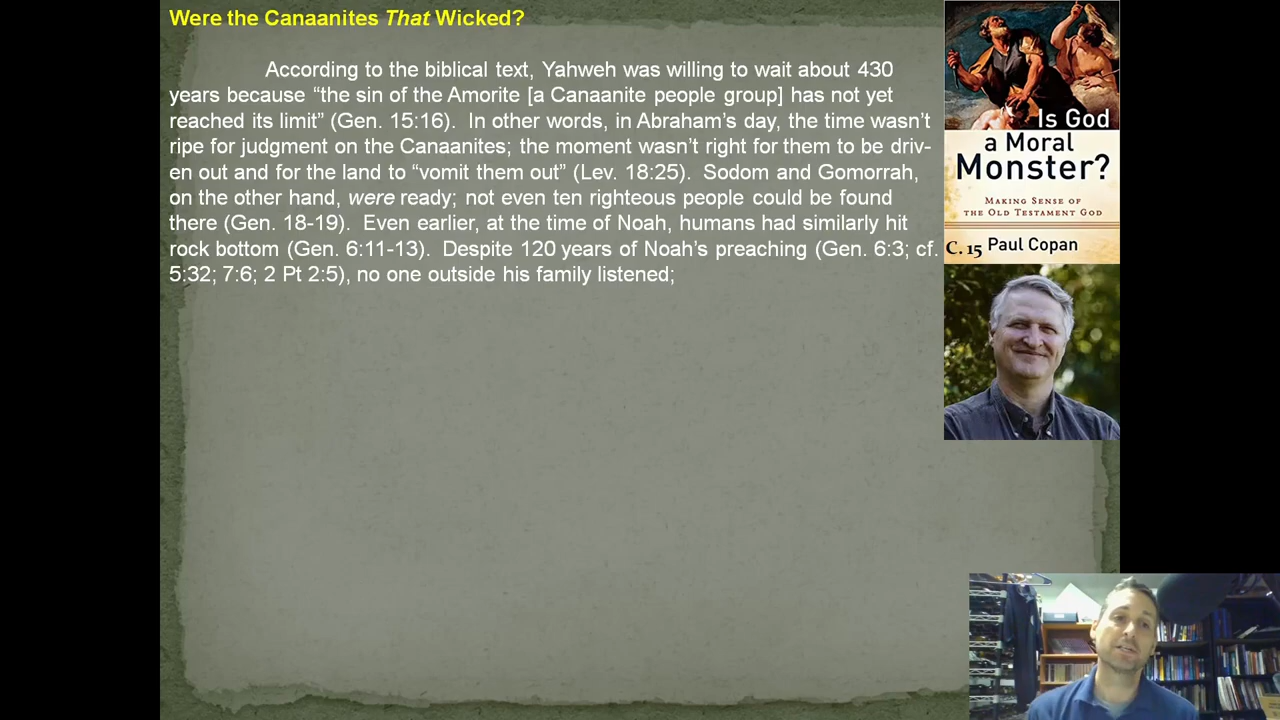 Were the Canaanites That Wicked?
According to the biblical text, Yahweh was willing to wait about 430
years because “the sin of the Amorite [a Canaanite people group] has not yet
reached its limit” (Gen. 15:16).  In other words, in Abraham’s day, the time wasn’t
ripe for judgment on the Canaanites; the moment wasn’t right for them to be driv-
en out and for the land to “vomit them out” (Lev. 18:25).  Sodom and Gomorrah,
on the other hand, were ready; not even ten righteous people could be found
there (Gen. 18-19).  Even earlier, at the time of Noah, humans had similarly hit
rock bottom (Gen. 6:11-13).  Despite 120 years of Noah’s preaching (Gen. 6:3; cf.
5:32; 7:6; 2 Pt 2:5), no one outside his family listened;
Is God
a Moral
Monster?
MAKING SENSE OF
THE OLD TESTAMENT GOD
C. 15 Paul Copan